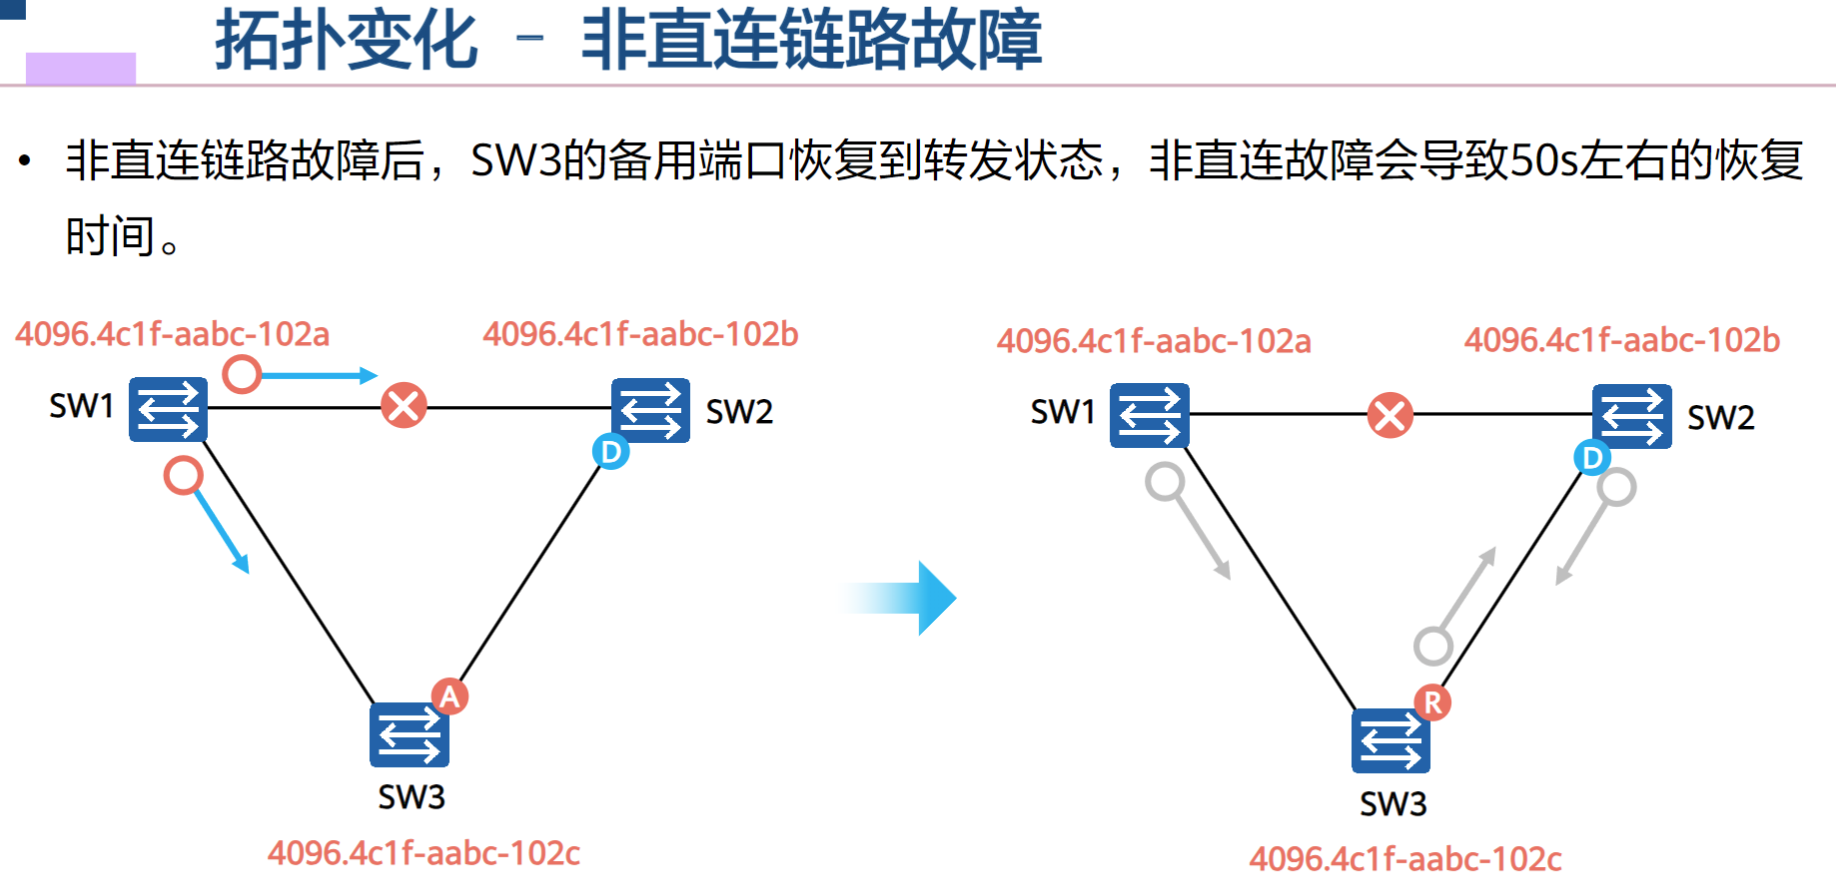 拓扑变化 - 非直连链路故障
• 非直连链路故障后，SW3的备用端口恢复到转发状态，非直连故障会导致50s左右的恢复
时间。
4096.4c1f-aabc-102a
4096.4c1f-aabc-102b
SW1
SW2
D
A
SW3
4096.4c1f-aabc-102c
4096.4c1f-aabc-102a
4096.4c1f-aabc-102b
SW1
SW2
D
R
SW3
4096.4c1f-aabc-102c